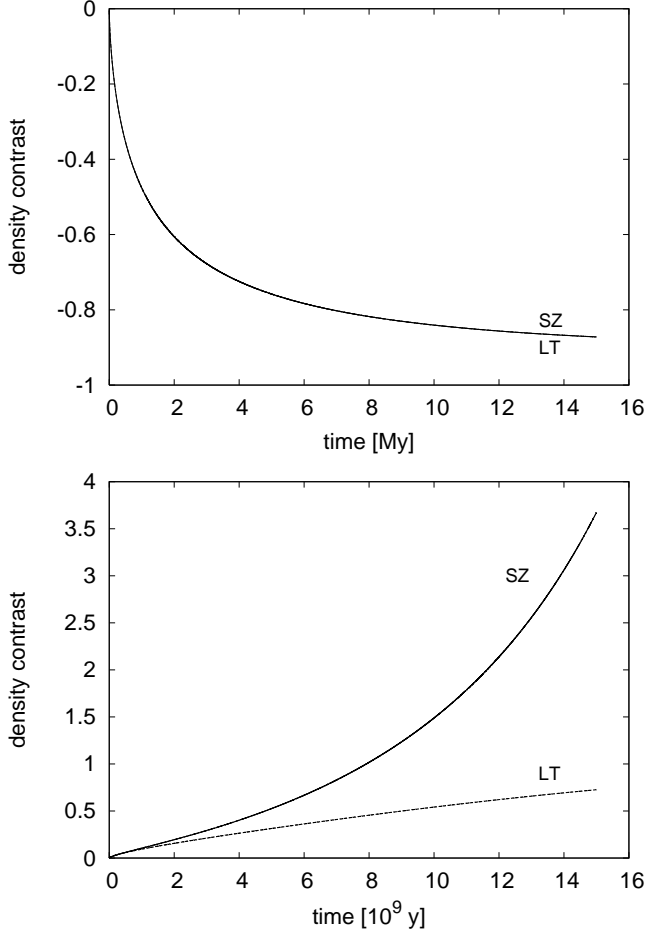 0
-0.2
-0.4
-0.6
-0.8
-1
density contrast
SZ
LT
0 2 4 6 8 10 12 14 16
time [My]
4
3.5
3
2.5
2
1.5
1
0.5
0
density contrast
SZ
LT
0 2 4 6 8 10 12 14 16
time [10⁹ y]